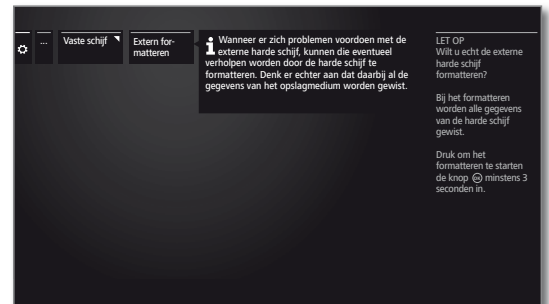 ...
Vaste schijf
Extern for-
matteren
Wanneer er zich problemen voordoen met de
externe harde schijf, kunnen die eventueel
verholpen worden door de harde schijf te
formatteren. Denk er echter aan dat daarbij al de
gegevens van het opslagmedium worden gewist.
LET OP
Wilt u echt de externe
harde schijf
formatteren?
Bij het formatteren
worden alle gegevens
van de harde schijf
gewist.
Druk om het
formatteren te starten
de knop OK minstens 3
seconden in.